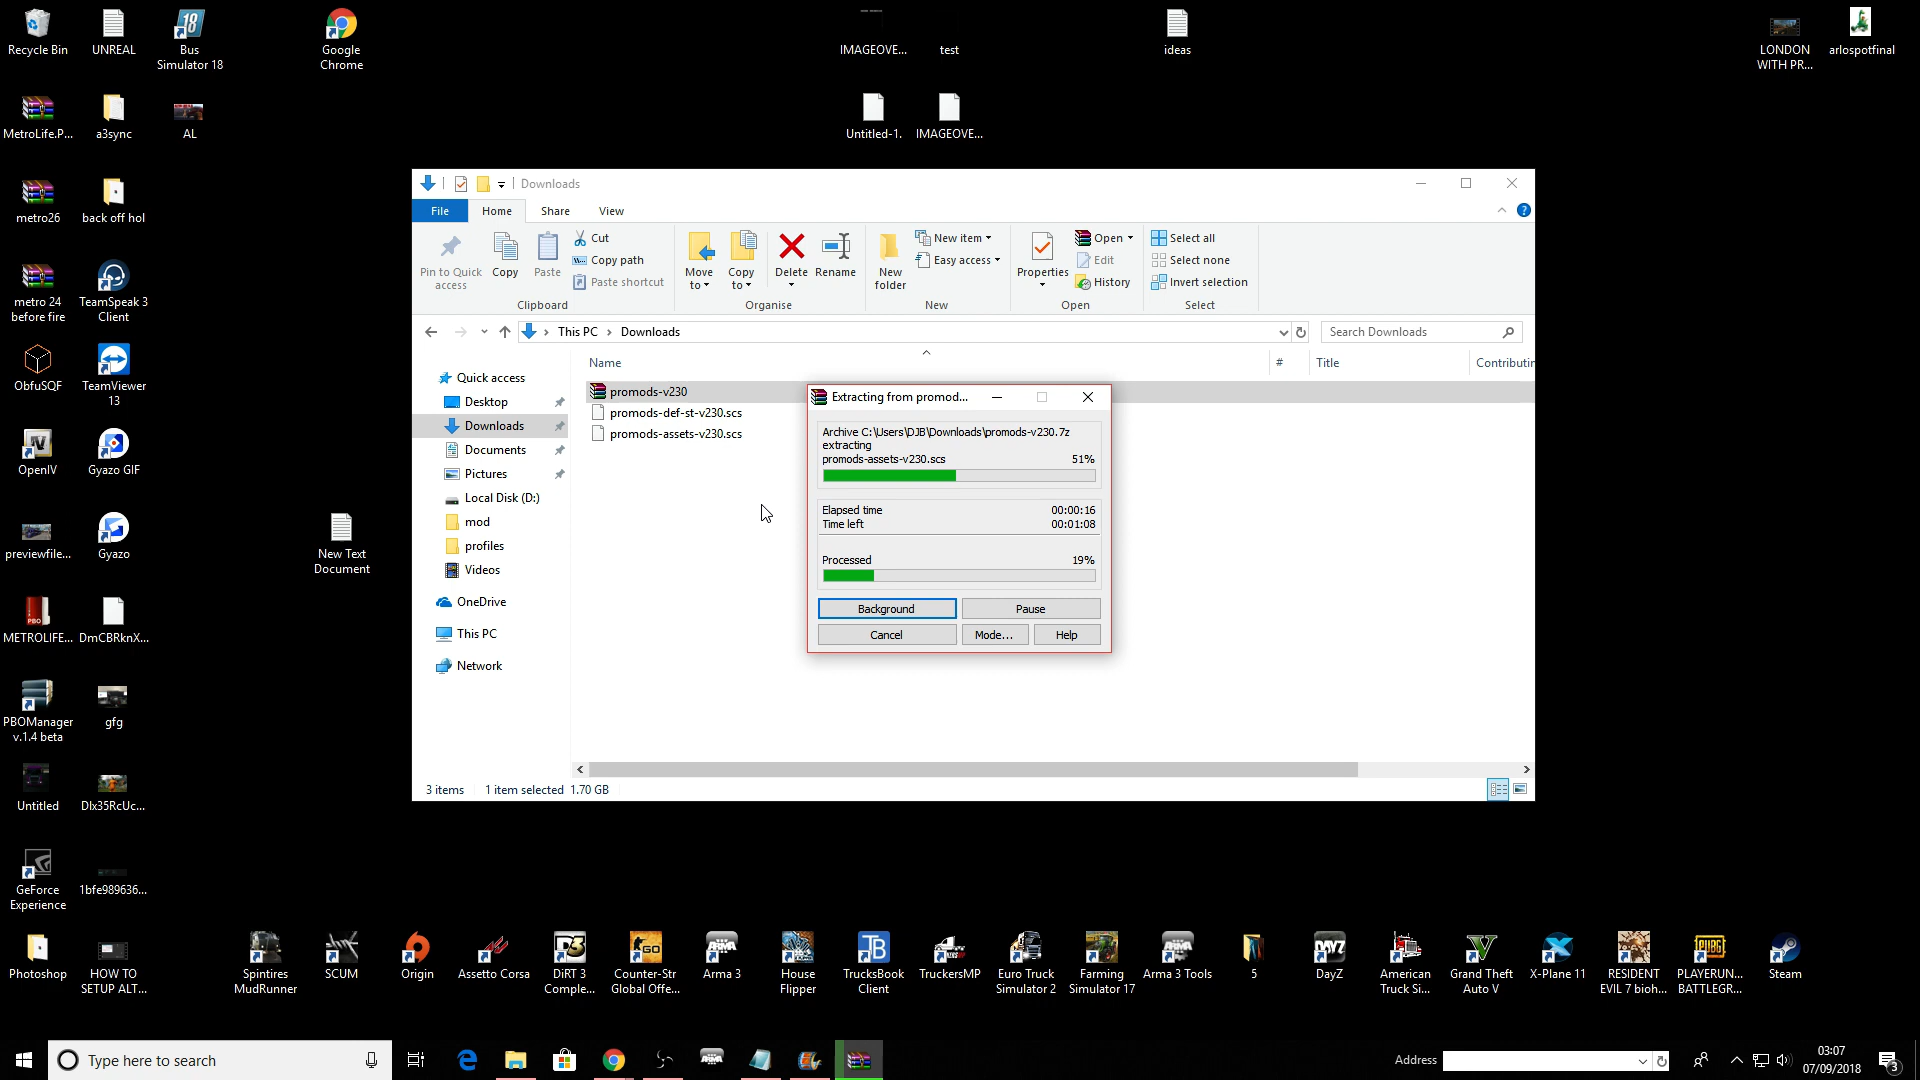 Recycle Bin
UNREAL
Bus
Simulator 18
Google
Chrome
IMAGEOVE...
test
ideas
LONDON
WITH PR...
arlospotfinal
MetroLife.P...
a3sync
AL
Untitled-1.
IMAGEOVE...
metro26
back off hol
metro 24
before fire
TeamSpeak 3
Client
ObfuSQF
TeamViewer
13
OpenIV
Gyazo GIF
previewfile...
Gyazo
New Text
Document
METROLIFE...
DmCBRknX...
PBOManager
v.1.4 beta
gfg
Untitled
Dlx35RcUc...
GeForce
Experience
1bfe989636...
Photoshop
HOW TO
SETUP ALT...
Downloads
File
Home
Share
View
Pin to Quick
access
Copy
Paste
Cut
Copy path
Paste shortcut
Clipboard
Move
to
Copy
to
Delete
Rename
Organise
New
folder
New item
Easy access
New
Properties
Open
Edit
History
Open
Select all
Select none
Invert selection
Select
This PC > Downloads
Search Downloads
Name
#
Title
Contributin
Quick access
Desktop
Downloads
Documents
Pictures
Local Disk (D:)
mod
profiles
Videos
OneDrive
This PC
Network
promods-v230
promods-def-st-v230.scs
promods-assets-v230.scs
3 items
1 item selected 1.70 GB
Extracting from promod...
Archive C:\Users\DJB\Downloads\promods-v230.7z
extracting
promods-assets-v230.scs 51%
Elapsed time 00:00:16
Time left 00:01:08
Processed 19%
Background
Pause
Cancel
Mode...
Help
Spintires
MudRunner
SCUM
Origin
Assetto Corsa
DiRT 3
Comple...
Counter-Str
Global Offe...
Arma 3
House
Flipper
TrucksBook
Client
TruckersMP
Euro Truck
Simulator 2
Farming
Simulator 17
Arma 3 Tools
5
DayZ
American
Truck Si...
Grand Theft
Auto V
X-Plane 11
RESIDENT
EVIL 7 bioh...
PLAYERUN...
BATTLEGR...
Steam
Type here to search
Address
03:07
07/09/2018
3